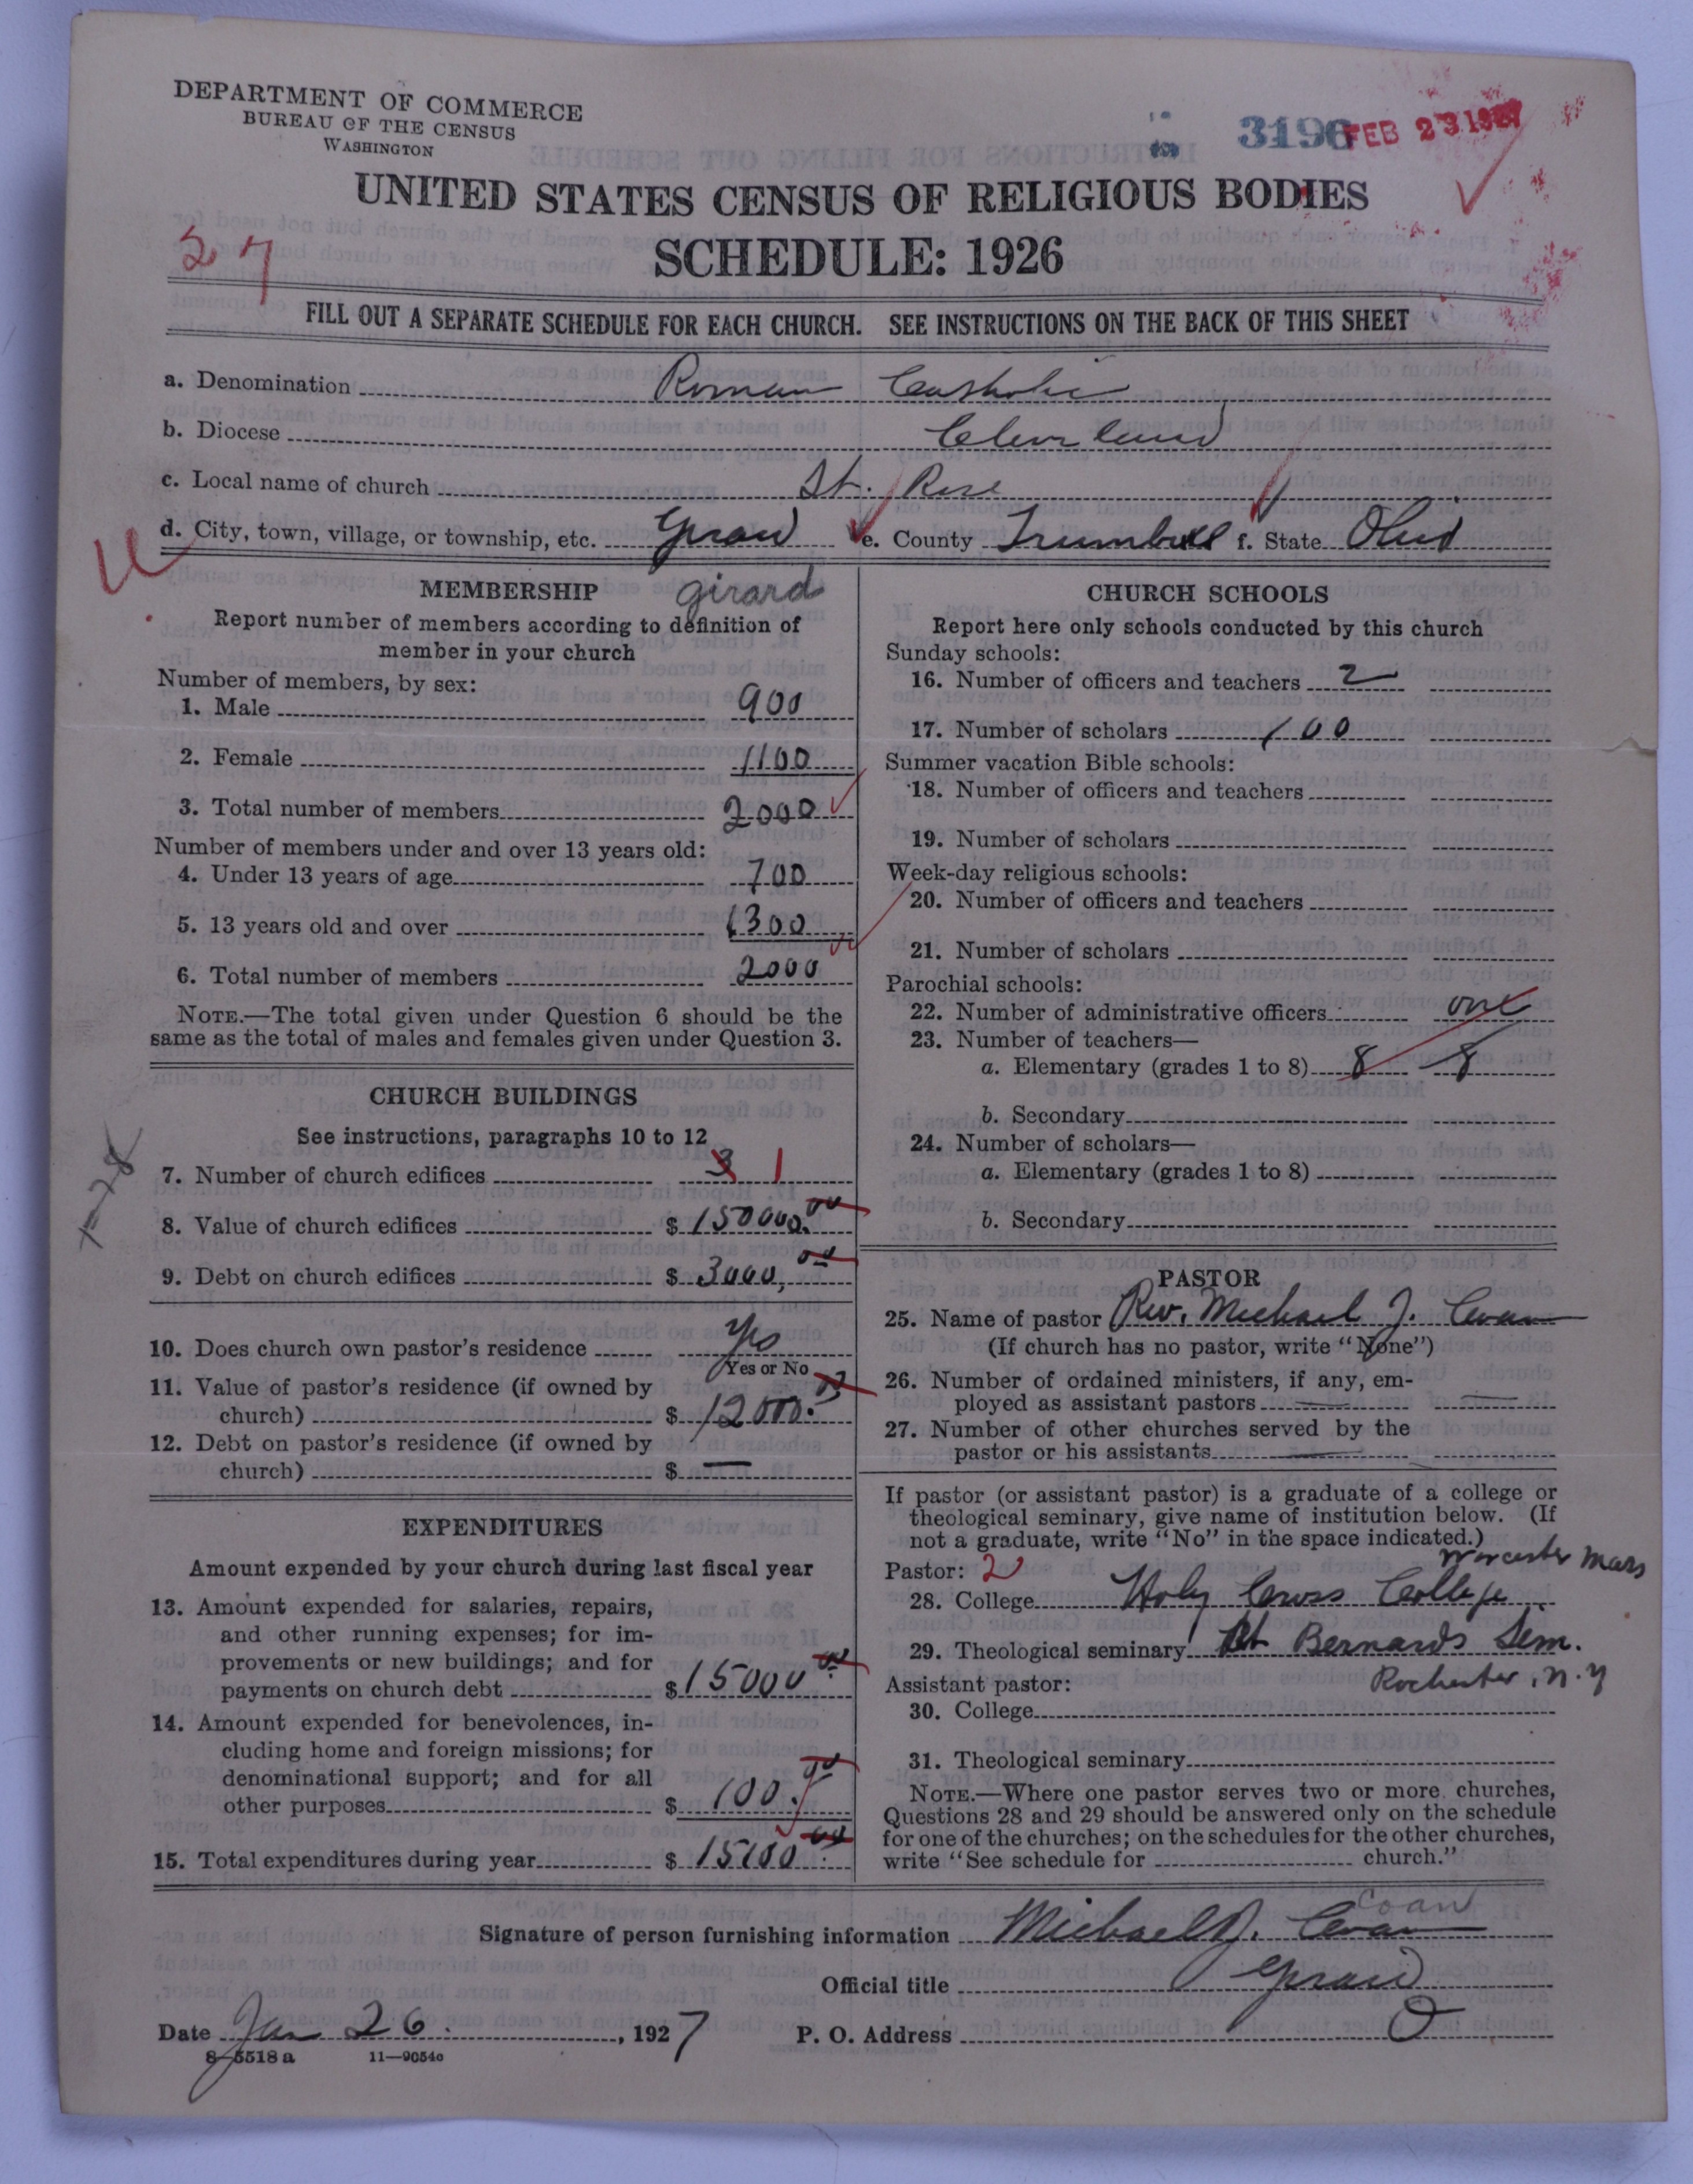 DEPARTMENT OF COMMERCE
BUREAU OF THE CENSUS
WASHINGTON
3196
FEB 23 1927
UNITED STATES CENSUS OF RELIGIOUS BODIES
SCHEDULE: 1926
FILL OUT A SEPARATE SCHEDULE FOR EACH CHURCH. SEE INSTRUCTIONS ON THE BACK OF THIS SHEET
a. Denomination Roman Catholic
b. Diocese Cleveland
c. Local name of church St. Rose
d. City, town, village, or township, etc. Girard e. County Trumbull f. State Ohio
MEMBERSHIP Girard
Report number of members according to definition of
member in your church
Number of members, by sex:
1. Male 900
2. Female 1100
3. Total number of members 2000
Number of members under and over 13 years old:
4. Under 13 years of age 700
5. 13 years old and over 1300
6. Total number of members 2000
NOTE.—The total given under Question 6 should be the
same as the total of males and females given under Question 3.
CHURCH BUILDINGS
See instructions, paragraphs 10 to 12
7. Number of church edifices 3 1
8. Value of church edifices $ 150000.00
9. Debt on church edifices $ 3000.00
10. Does church own pastor's residence Yes
Yes or No
11. Value of pastor's residence (if owned by
church) $ 12000.
12. Debt on pastor's residence (if owned by
church) $ —
EXPENDITURES
Amount expended by your church during last fiscal year
13. Amount expended for salaries, repairs,
and other running expenses; for im-
provements or new buildings; and for
payments on church debt $ 15000 00
14. Amount expended for benevolences, in-
cluding home and foreign missions; for
denominational support; and for all
other purposes $ 100.00
15. Total expenditures during year $ 15100 00
CHURCH SCHOOLS
Report here only schools conducted by this church
Sunday schools:
16. Number of officers and teachers 2
17. Number of scholars 100
Summer vacation Bible schools:
18. Number of officers and teachers
19. Number of scholars
Week-day religious schools:
20. Number of officers and teachers
21. Number of scholars
Parochial schools:
22. Number of administrative officers one
23. Number of teachers—
a. Elementary (grades 1 to 8) 8 8
b. Secondary
24. Number of scholars—
a. Elementary (grades 1 to 8)
b. Secondary
PASTOR
25. Name of pastor Rev. Michael J. Coan
(If church has no pastor, write "None")
26. Number of ordained ministers, if any, em-
ployed as assistant pastors —
27. Number of other churches served by the
pastor or his assistants —
If pastor (or assistant pastor) is a graduate of a college or
theological seminary, give name of institution below. (If
not a graduate, write "No" in the space indicated.)
Pastor: 2 Worcester Mass
28. College Holy Cross College
29. Theological seminary St Bernards Sem.
Assistant pastor: Rochester, N.Y
30. College
31. Theological seminary
NOTE.—Where one pastor serves two or more churches,
Questions 28 and 29 should be answered only on the schedule
for one of the churches; on the schedules for the other churches,
write "See schedule for church."
Coan
Signature of person furnishing information Michael J. Coan
Official title Girard
Date Jan 26., 1927 P. O. Address O
8-5518 a 11—9054c